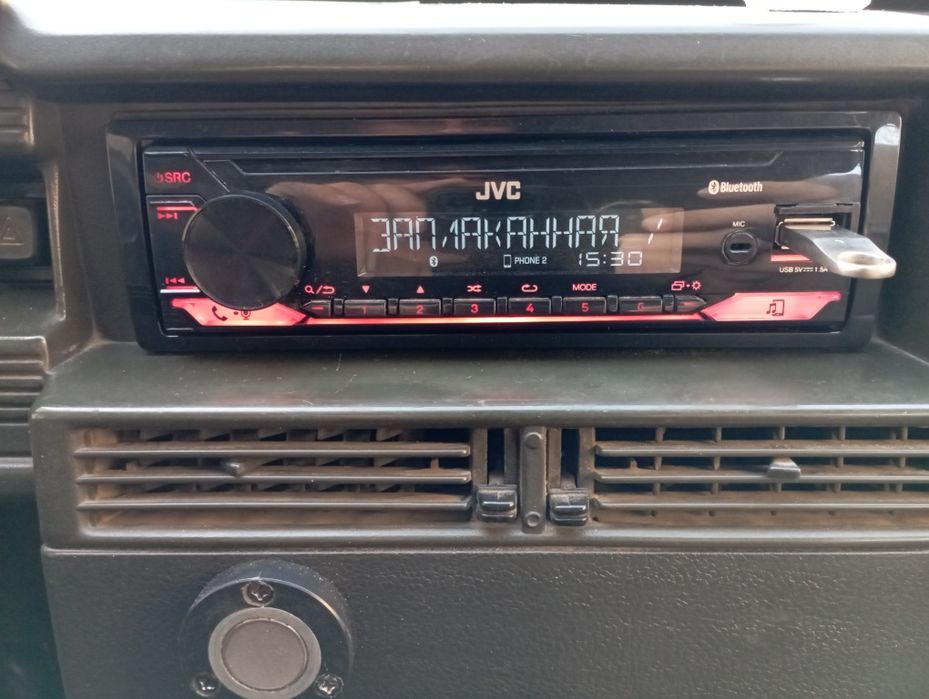 SRC
JVC
Bluetooth
MIC
ЗАПЛАКАННАЯ /
PHONE 2
15:30
USB 5V⎓1.5A
MODE
1 2 3 4 5 6